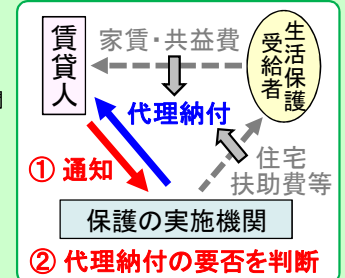 賃貸人
家賃・共益費
生活保護
受給者
代理納付
① 通知
住宅
扶助費等
保護の実施機関
② 代理納付の要否を判断